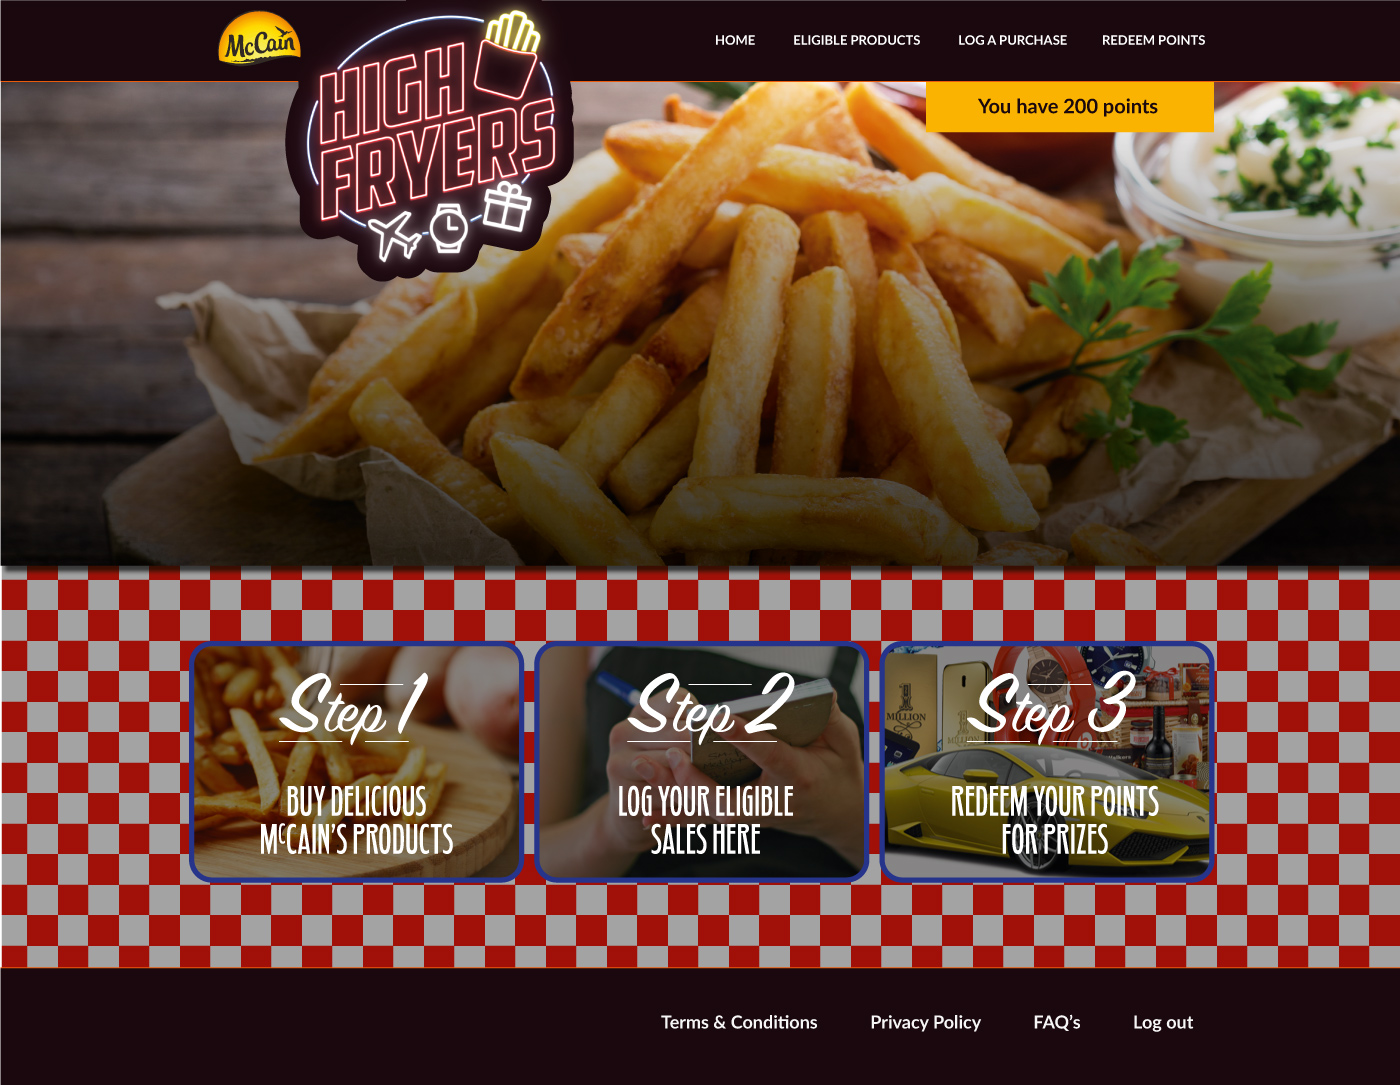 McCain
HIGH
FRYERS
HOME
ELIGIBLE PRODUCTS
LOG A PURCHASE
REDEEM POINTS
You have 200 points
Step 1
BUY DELICIOUS
McCAIN'S PRODUCTS
Step 2
LOG YOUR ELIGIBLE
SALES HERE
1
MILLION
Step 3
REDEEM YOUR POINTS
FOR PRIZES
Terms & Conditions
Privacy Policy
FAQ's
Log out